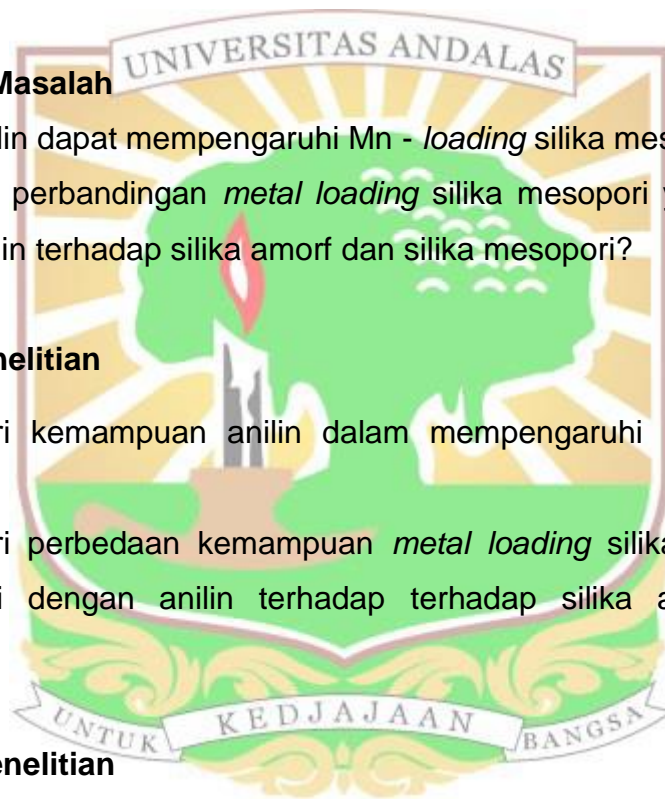 UNIVERSITAS ANDALAS
Masalah
lin dapat mempengaruhi Mn - loading silika mes
perbandingan metal loading silika mesopori y
in terhadap silika amorf dan silika mesopori?
nelitian
ri kemampuan anilin dalam mempengaruhi
ri perbedaan kemampuan metal loading silika
i dengan anilin terhadap terhadap silika a
UNTUK KEDJAJAAN BANGSA
enelitian